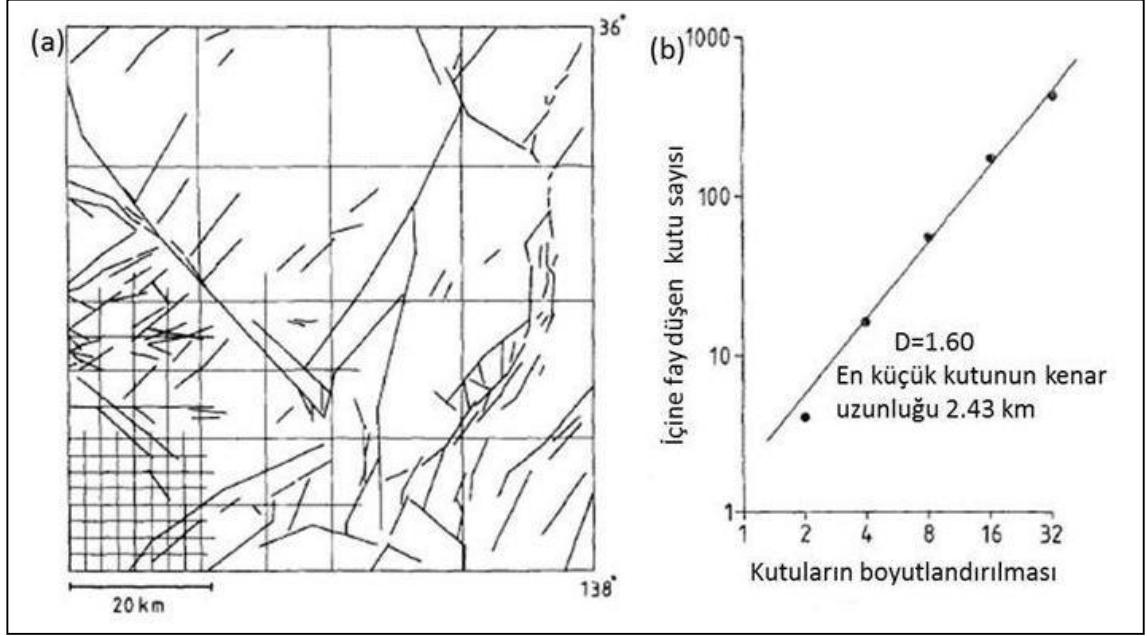 (a)
36°
138°
20 km
(b)
1000
100
10
1
İçine fay düşen kutu sayısı
D=1.60
En küçük kutunun kenar
uzunluğu 2.43 km
1 2 4 8 16 32
Kutuların boyutlandırılması